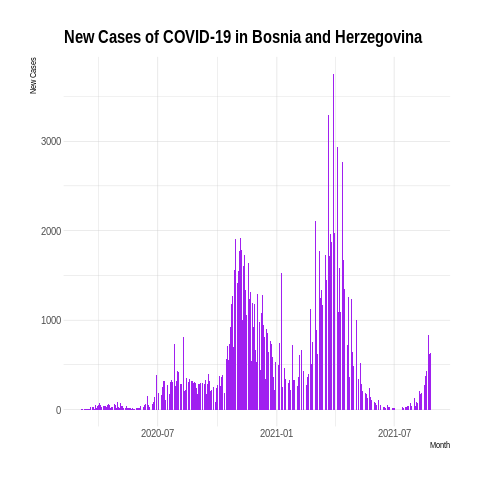 New Cases of COVID-19 in Bosnia and Herzegovina
New Cases
3000
2000
1000
0
2020-07 2021-01 2021-07
Month